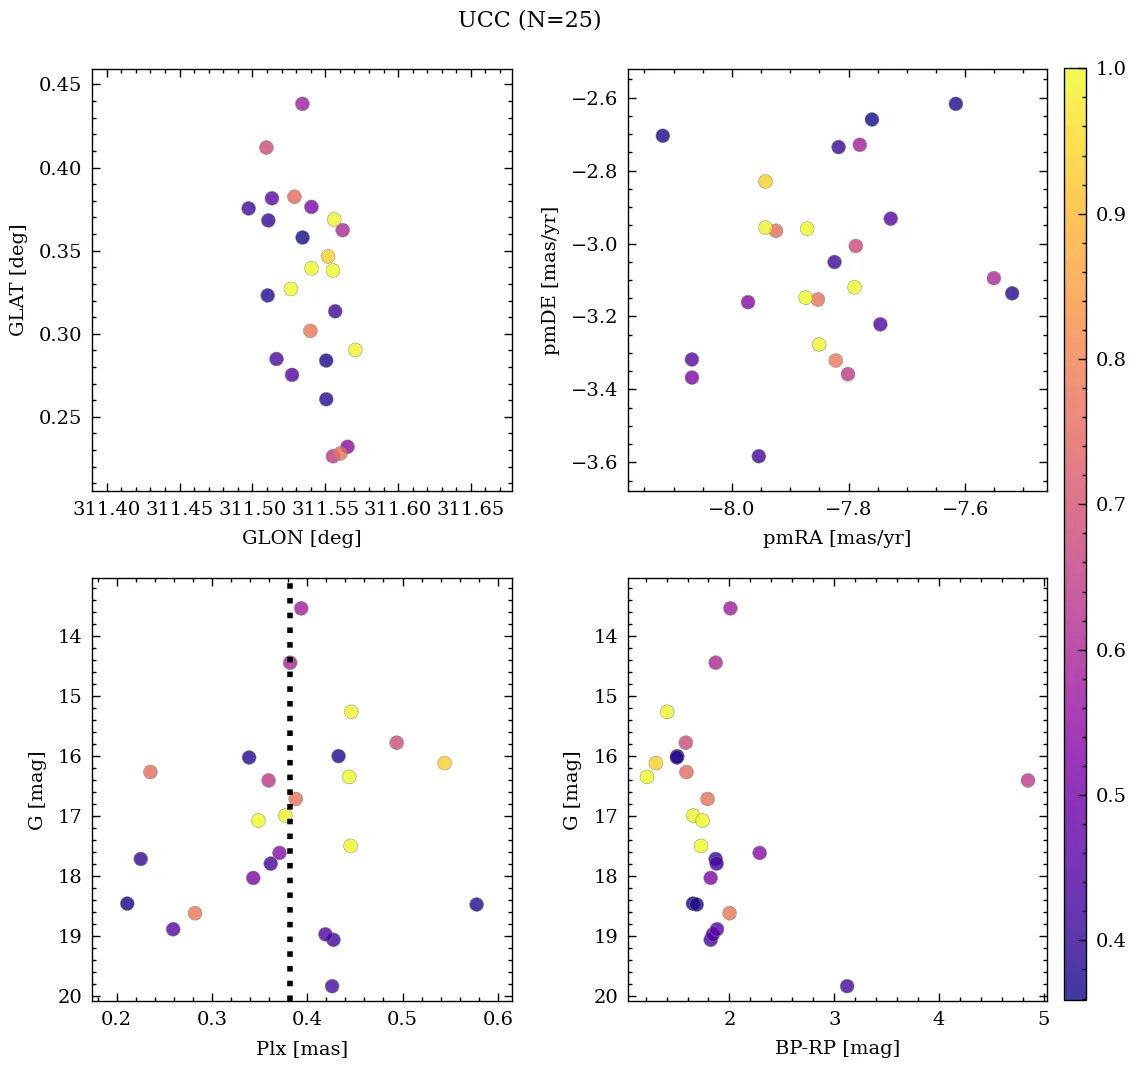 UCC (N=25)
0.45
0.40
0.35
0.30
0.25
GLAT [deg]
311.40 311.45 311.50 311.55 311.60 311.65
GLON [deg]
−2.6
−2.8
−3.0
−3.2
−3.4
−3.6
pmDE [mas/yr]
−8.0 −7.8 −7.6
pmRA [mas/yr]
14
15
16
17
18
19
20
G [mag]
0.2 0.3 0.4 0.5 0.6
Plx [mas]
14
15
16
17
18
19
20
G [mag]
2 3 4 5
BP-RP [mag]
1.0
0.9
0.8
0.7
0.6
0.5
0.4